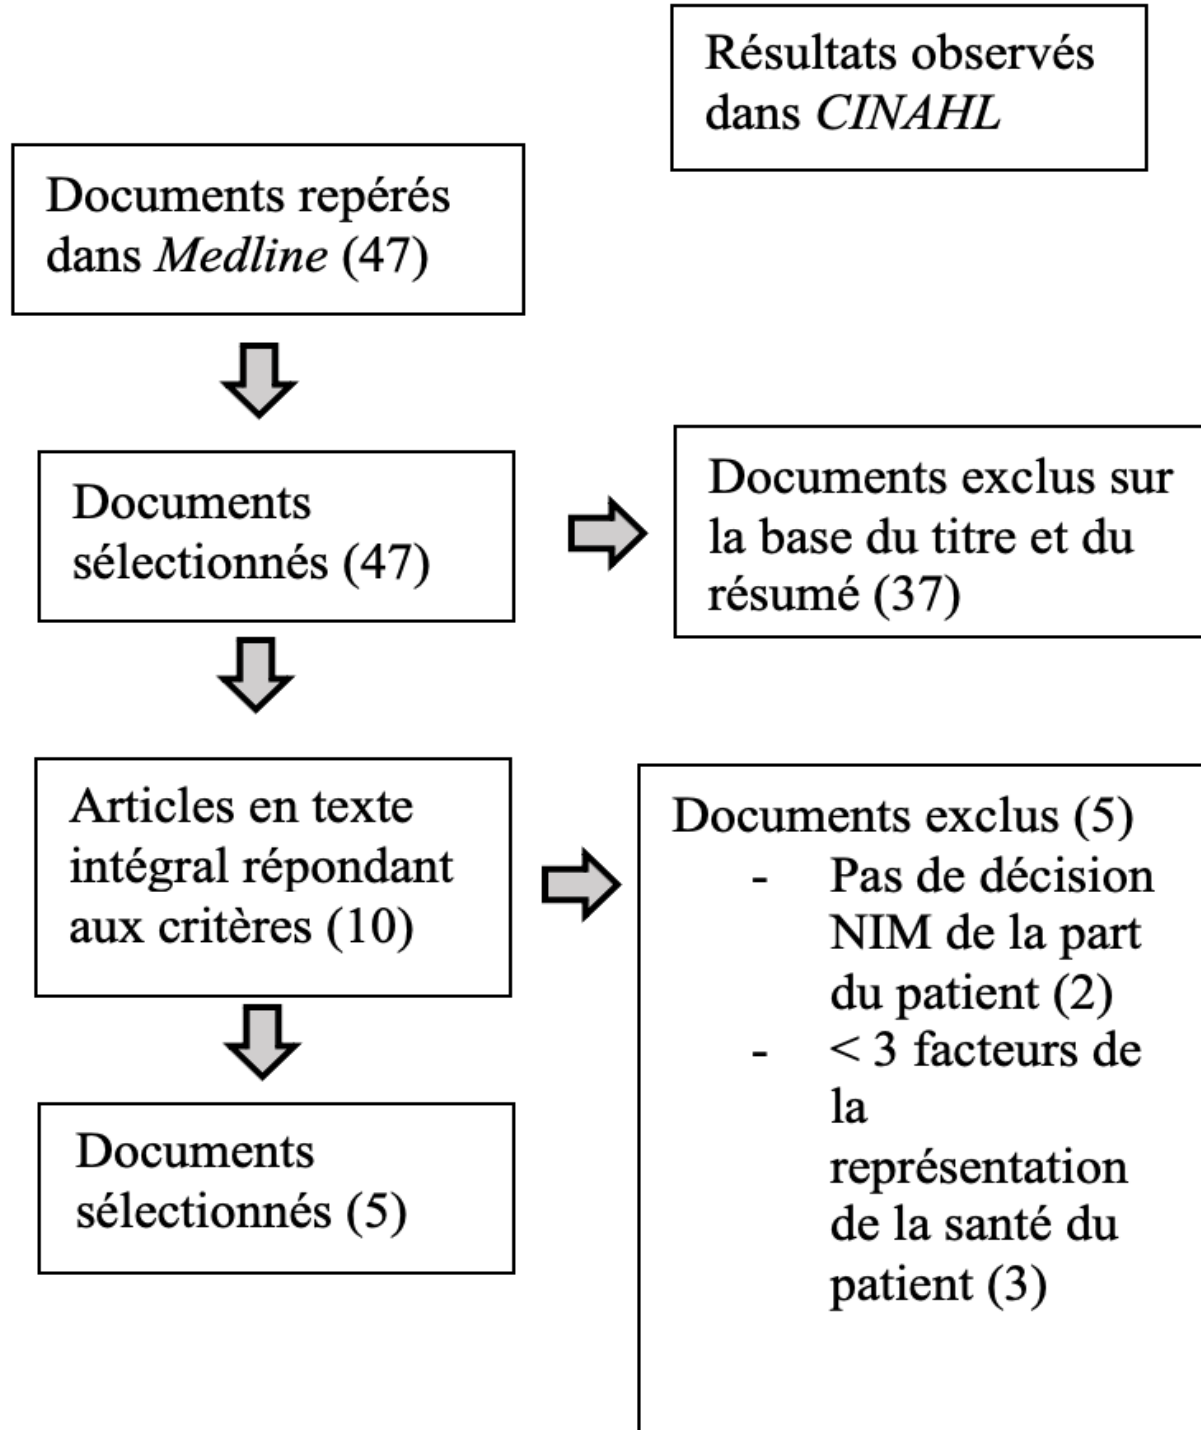 Résultats observés
dans CINAHL
Documents repérés
dans Medline (47)
Documents
sélectionnés (47)
Documents exclus sur
la base du titre et du
résumé (37)
Articles en texte
intégral répondant
aux critères (10)
Documents exclus (5)
- Pas de décision
NIM de la part
du patient (2)
- < 3 facteurs de
la
représentation
de la santé du
patient (3)
Documents
sélectionnés (5)